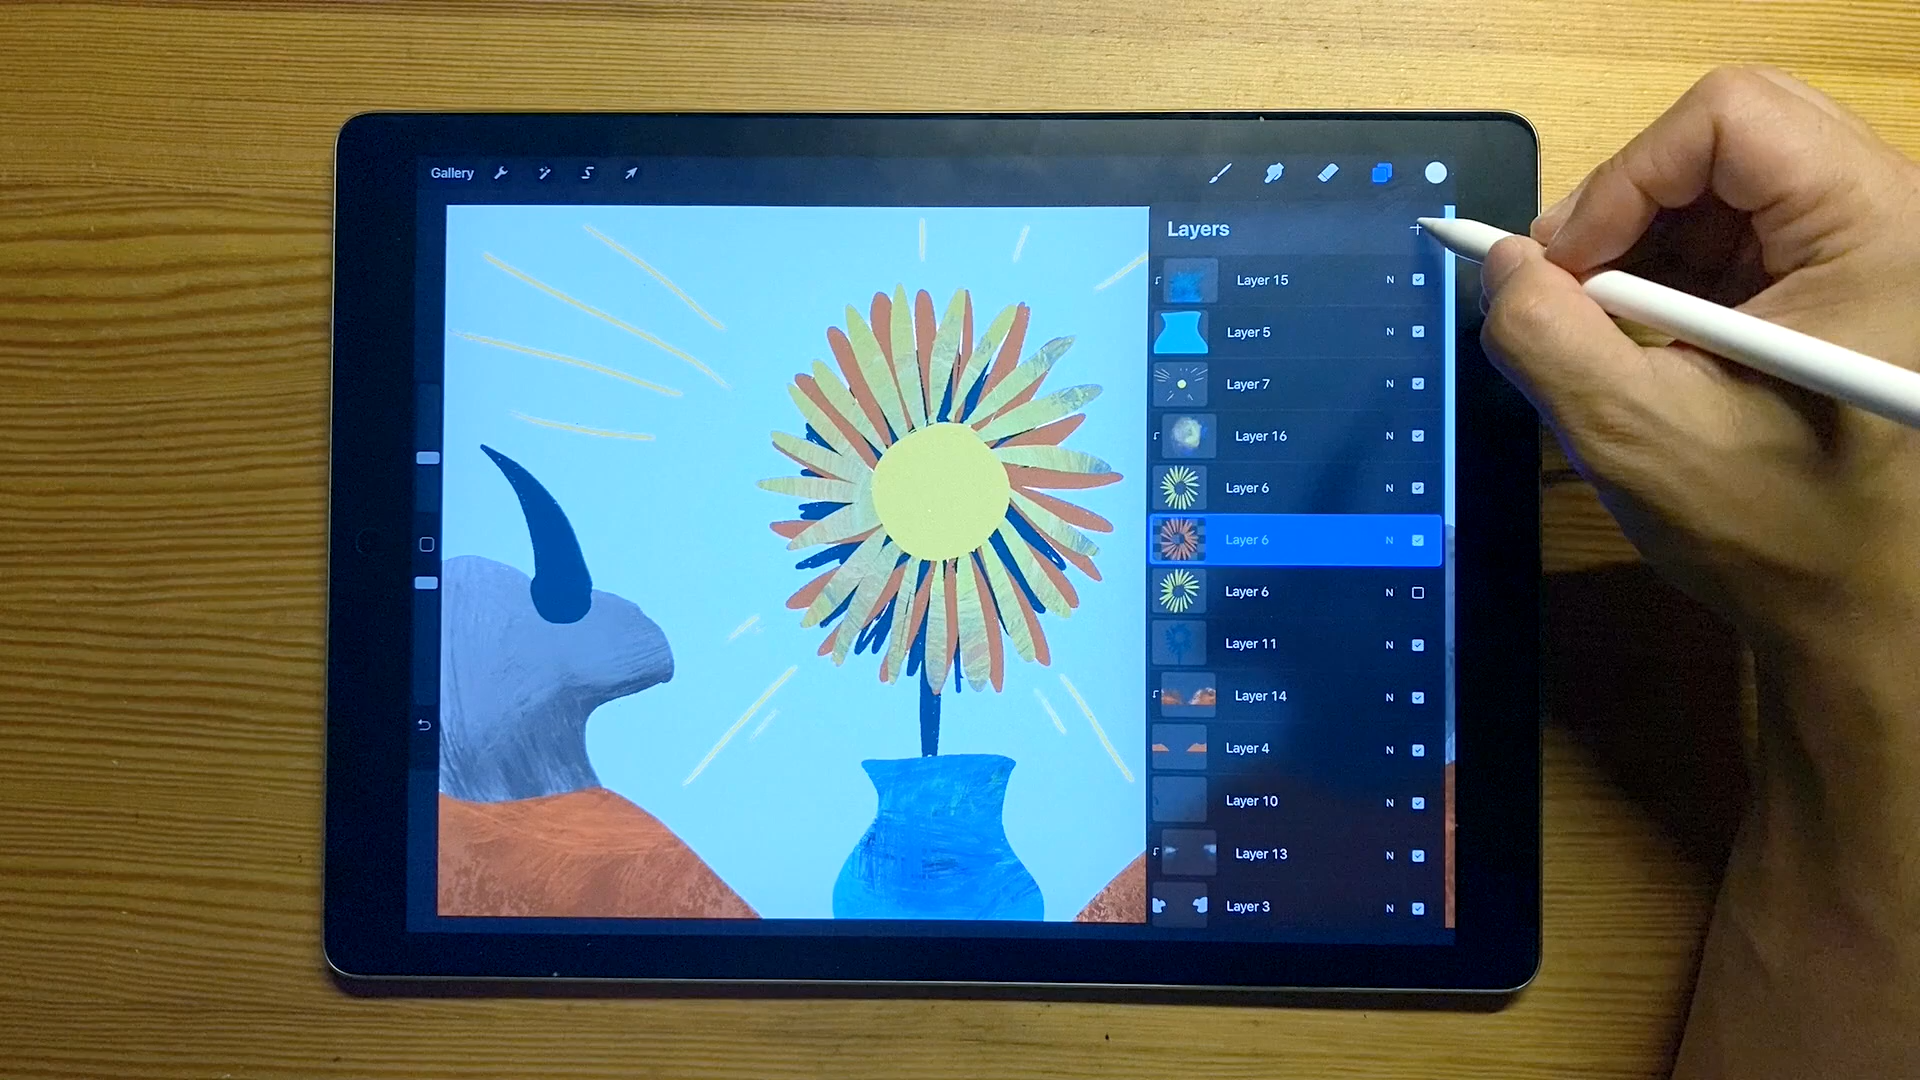 Gallery
Layers
Layer 15 N
Layer 5 N
Layer 7 N
Layer 16 N
Layer 6 N
Layer 6 N
Layer 6 N
Layer 11 N
Layer 14 N
Layer 4 N
Layer 10 N
Layer 13 N
Layer 3 N